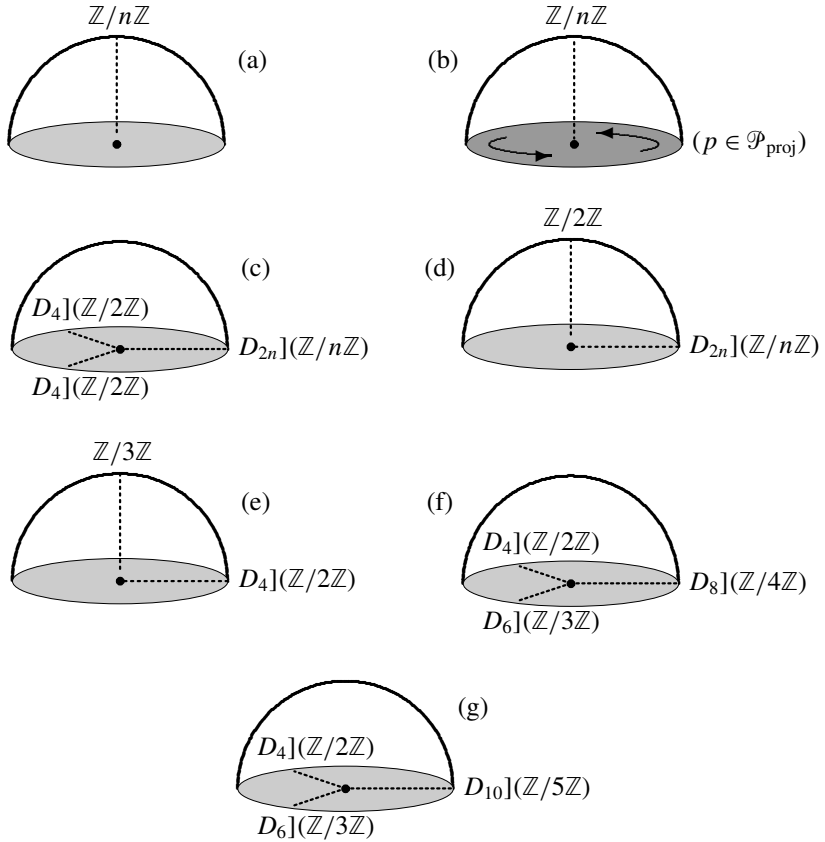 ℤ/nℤ
(a)
ℤ/nℤ
(b)
(p ∈ 𝒫proj)
(c)
D4](ℤ/2ℤ)
D4](ℤ/2ℤ)
D2n](ℤ/nℤ)
ℤ/2ℤ
(d)
D2n](ℤ/nℤ)
ℤ/3ℤ
(e)
D4](ℤ/2ℤ)
(f)
D4](ℤ/2ℤ)
D6](ℤ/3ℤ)
D8](ℤ/4ℤ)
(g)
D4](ℤ/2ℤ)
D6](ℤ/3ℤ)
D10](ℤ/5ℤ)